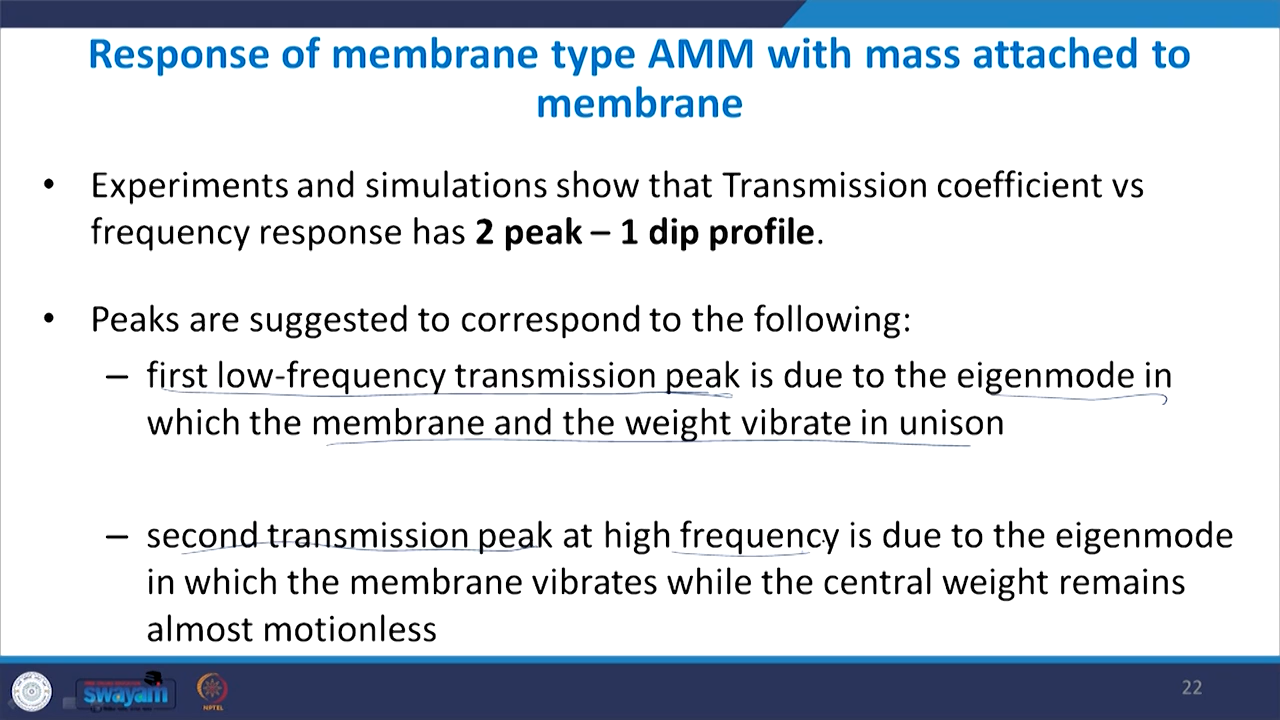 Response of membrane type AMM with mass attached to
membrane
• Experiments and simulations show that Transmission coefficient vs
frequency response has 2 peak – 1 dip profile.
• Peaks are suggested to correspond to the following:
– first low-frequency transmission peak is due to the eigenmode in
which the membrane and the weight vibrate in unison
– second transmission peak at high frequency is due to the eigenmode
in which the membrane vibrates while the central weight remains
almost motionless
swayam
NPTEL
22